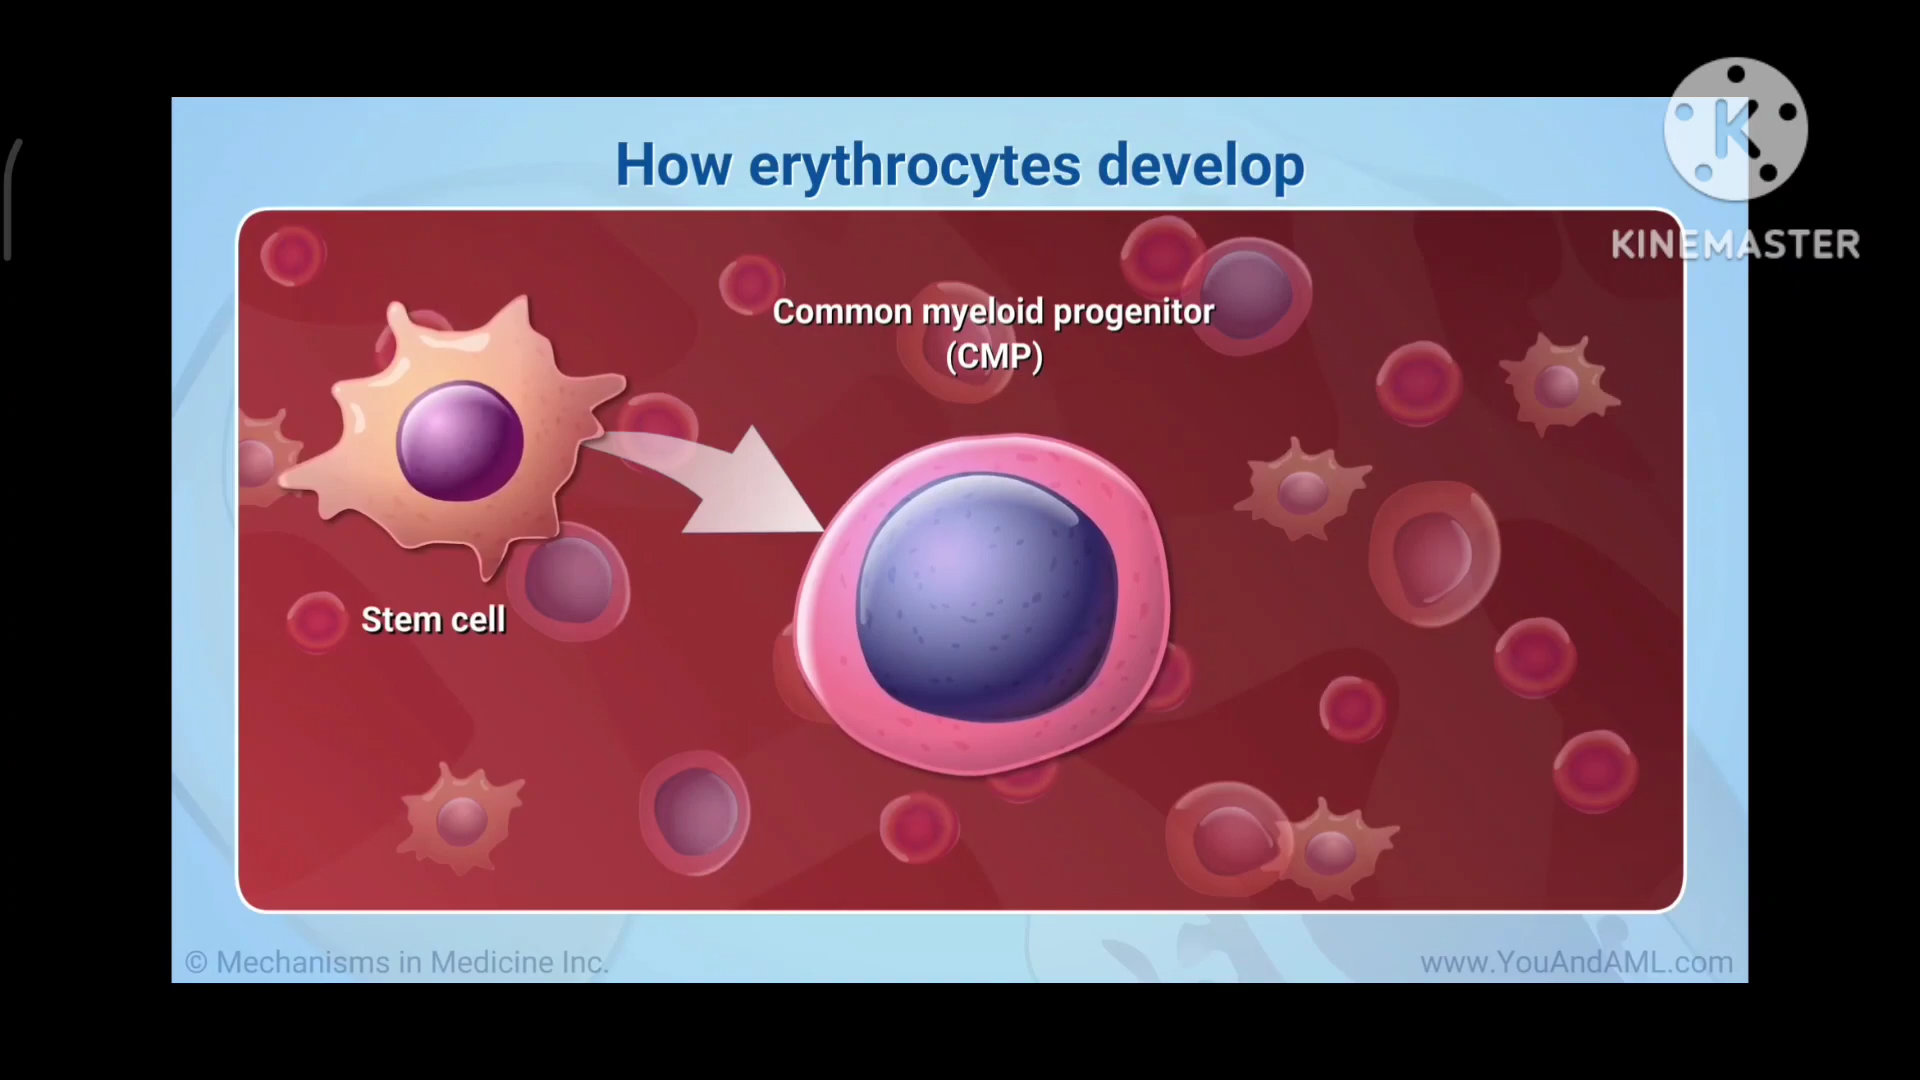 How erythrocytes develop
KINEMASTER
Common myeloid progenitor
(CMP)
Stem cell
© Mechanisms in Medicine Inc.
www.YouAndAML.com